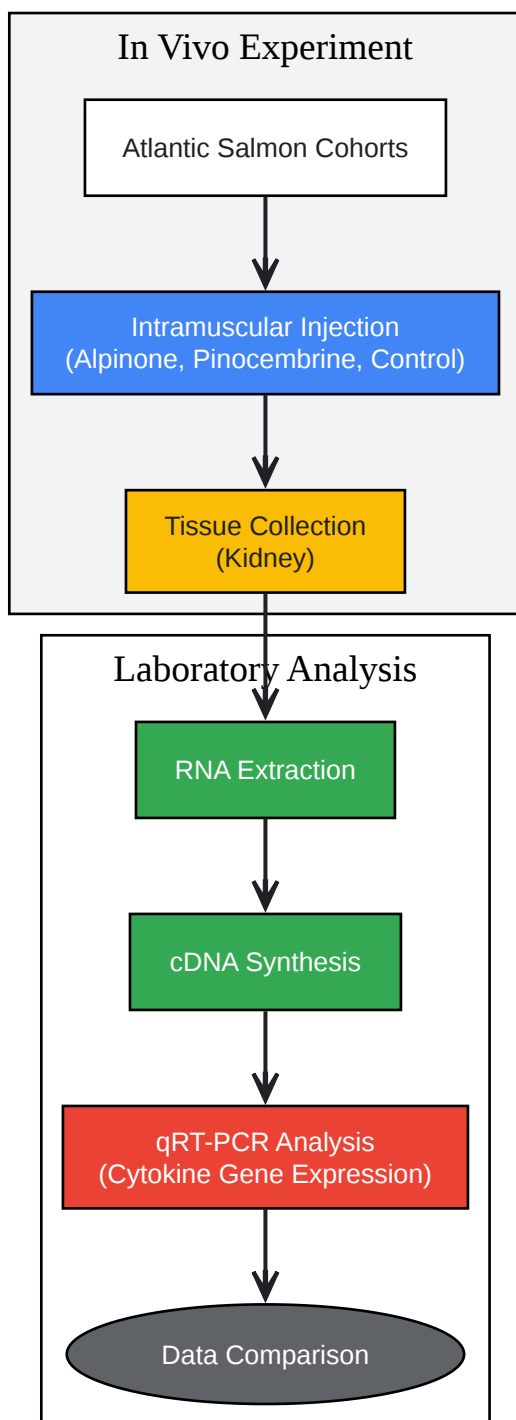 In Vivo Experiment
Atlantic Salmon Cohorts
Intramuscular Injection
(Alpinone, Pinocembrine, Control)
Tissue Collection
(Kidney)
Laboratory Analysis
RNA Extraction
cDNA Synthesis
qRT-PCR Analysis
(Cytokine Gene Expression)
Data Comparison